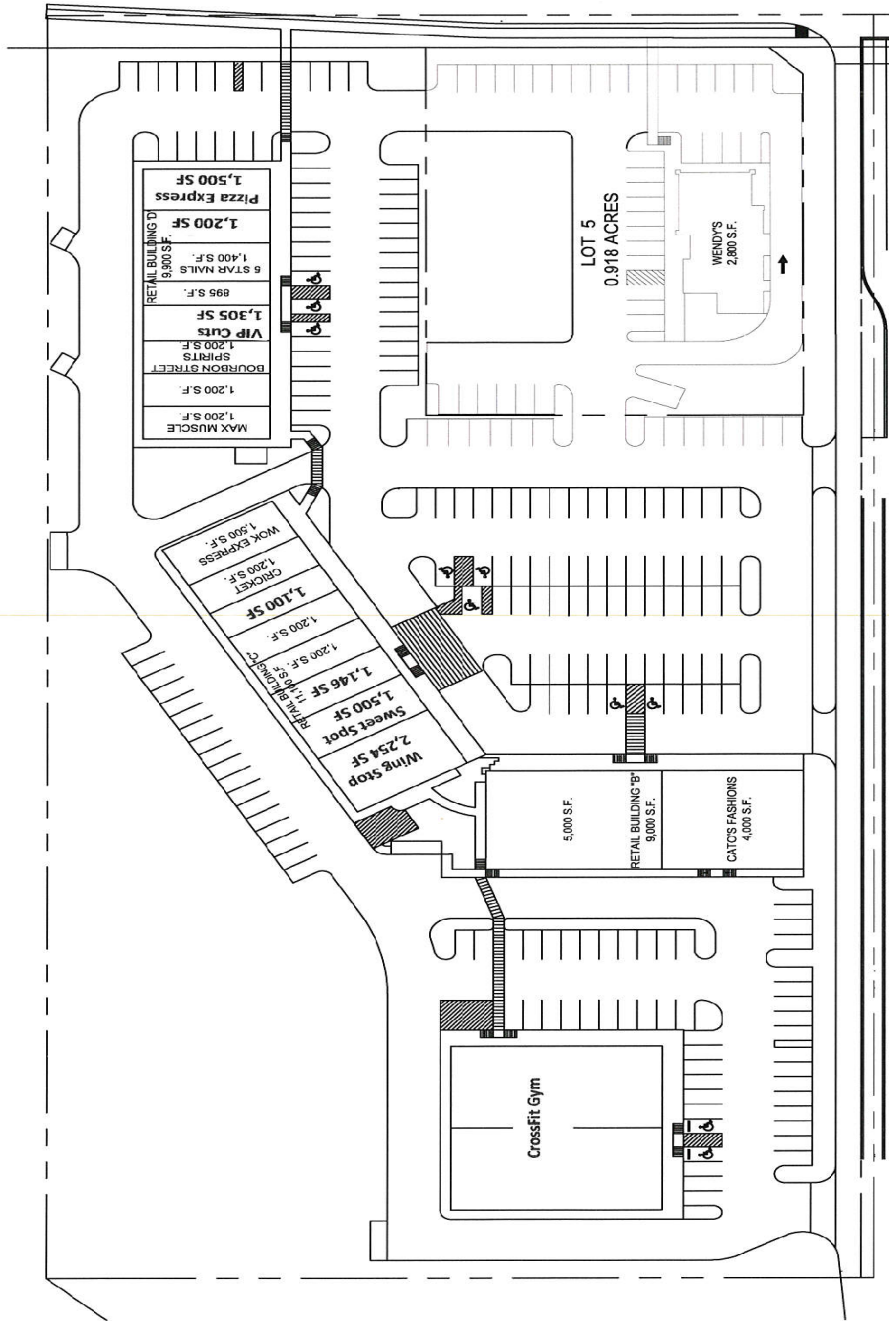 Pizza Express
1,500 SF
RETAIL BUILDING 'D'
9,900 S.F.
1,200 SF
5 STAR NAILS
1,400 S.F.
895 S.F.
VIP Cuts
1,305 SF
BOURBON STREET
SPIRITS
1,200 S.F.
1,200 S.F.
MAX MUSCLE
1,200 S.F.
LOT 5
0.918 ACRES
WENDY'S
2,800 S.F.
WOK EXPRESS
1,500 S.F.
CRICKET
1,200 S.F.
1,100 SF
1,200 S.F.
1,200 S.F.
RETAIL BUILDING "C"
11,100 S.F.
1,146 SF
Sweet Spot
1,500 SF
Wing Stop
2,254 SF
5,000 S.F.
RETAIL BUILDING "B"
9,000 S.F.
CATO'S FASHIONS
4,000 S.F.
CrossFit Gym